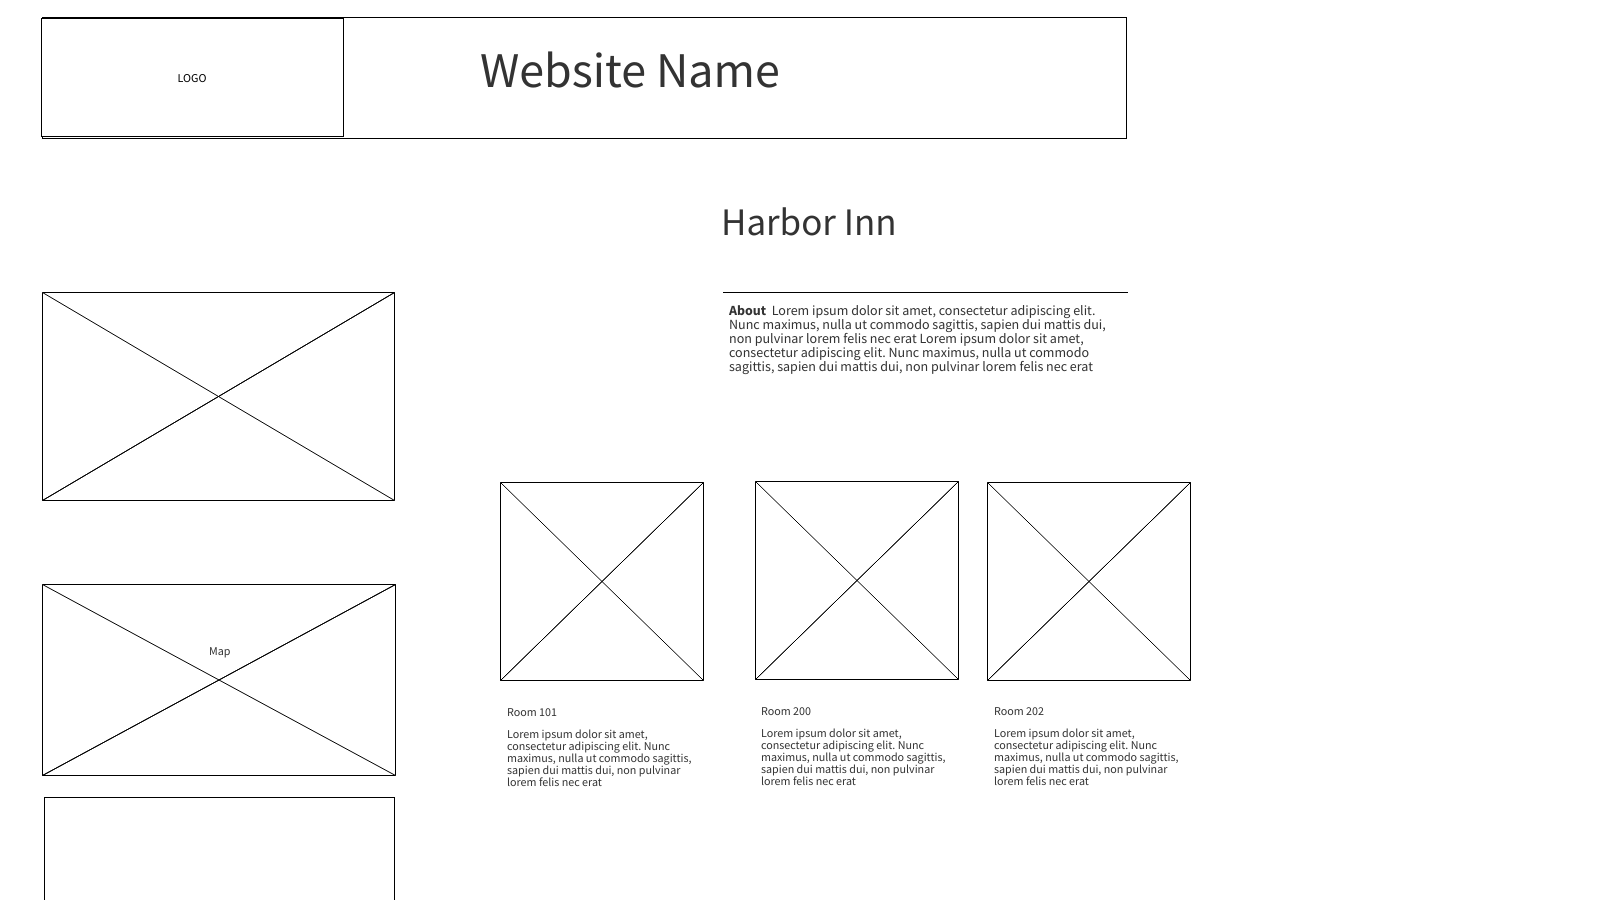 LOGO
Website Name
Harbor Inn
About Lorem ipsum dolor sit amet, consectetur adipiscing elit.
Nunc maximus, nulla ut commodo sagittis, sapien dui mattis dui,
non pulvinar lorem felis nec erat Lorem ipsum dolor sit amet,
consectetur adipiscing elit. Nunc maximus, nulla ut commodo
sagittis, sapien dui mattis dui, non pulvinar lorem felis nec erat
Map
Room 101
Lorem ipsum dolor sit amet,
consectetur adipiscing elit. Nunc
maximus, nulla ut commodo sagittis,
sapien dui mattis dui, non pulvinar
lorem felis nec erat
Room 200
Lorem ipsum dolor sit amet,
consectetur adipiscing elit. Nunc
maximus, nulla ut commodo sagittis,
sapien dui mattis dui, non pulvinar
lorem felis nec erat
Room 202
Lorem ipsum dolor sit amet,
consectetur adipiscing elit. Nunc
maximus, nulla ut commodo sagittis,
sapien dui mattis dui, non pulvinar
lorem felis nec erat